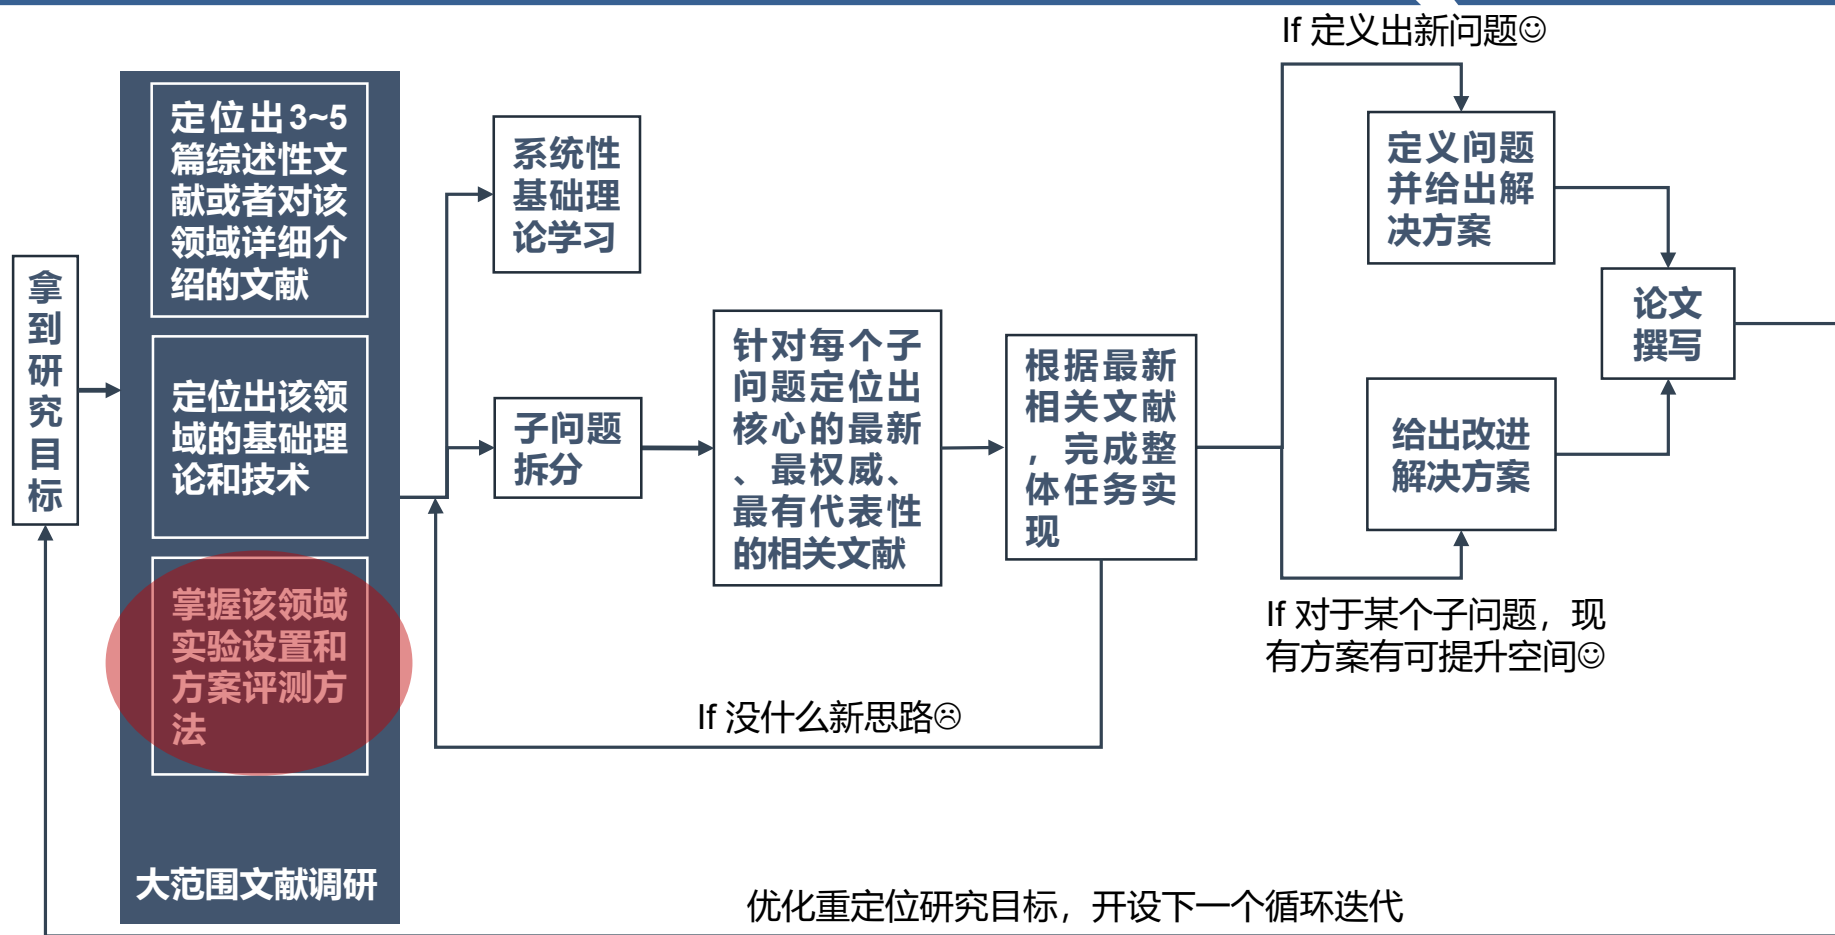 If 定义出新问题☺
定位出3~5
篇综述性文
献或者对该
领域详细介
绍的文献
系统性
基础理
论学习
定义问题
并给出解
决方案
拿
到
研
究
目
标
定位出该领
域的基础理
论和技术
子问题
拆分
针对每个子
问题定位出
核心的最新
、最权威、
最有代表性
的相关文献
根据最新
相关文献
，完成整
体任务实
现
论文
撰写
给出改进
解决方案
掌握该领域
实验设置和
方案评测方
法
If 对于某个子问题，现
有方案有可提升空间☺
If 没什么新思路☹
大范围文献调研
优化重定位研究目标，开设下一个循环迭代